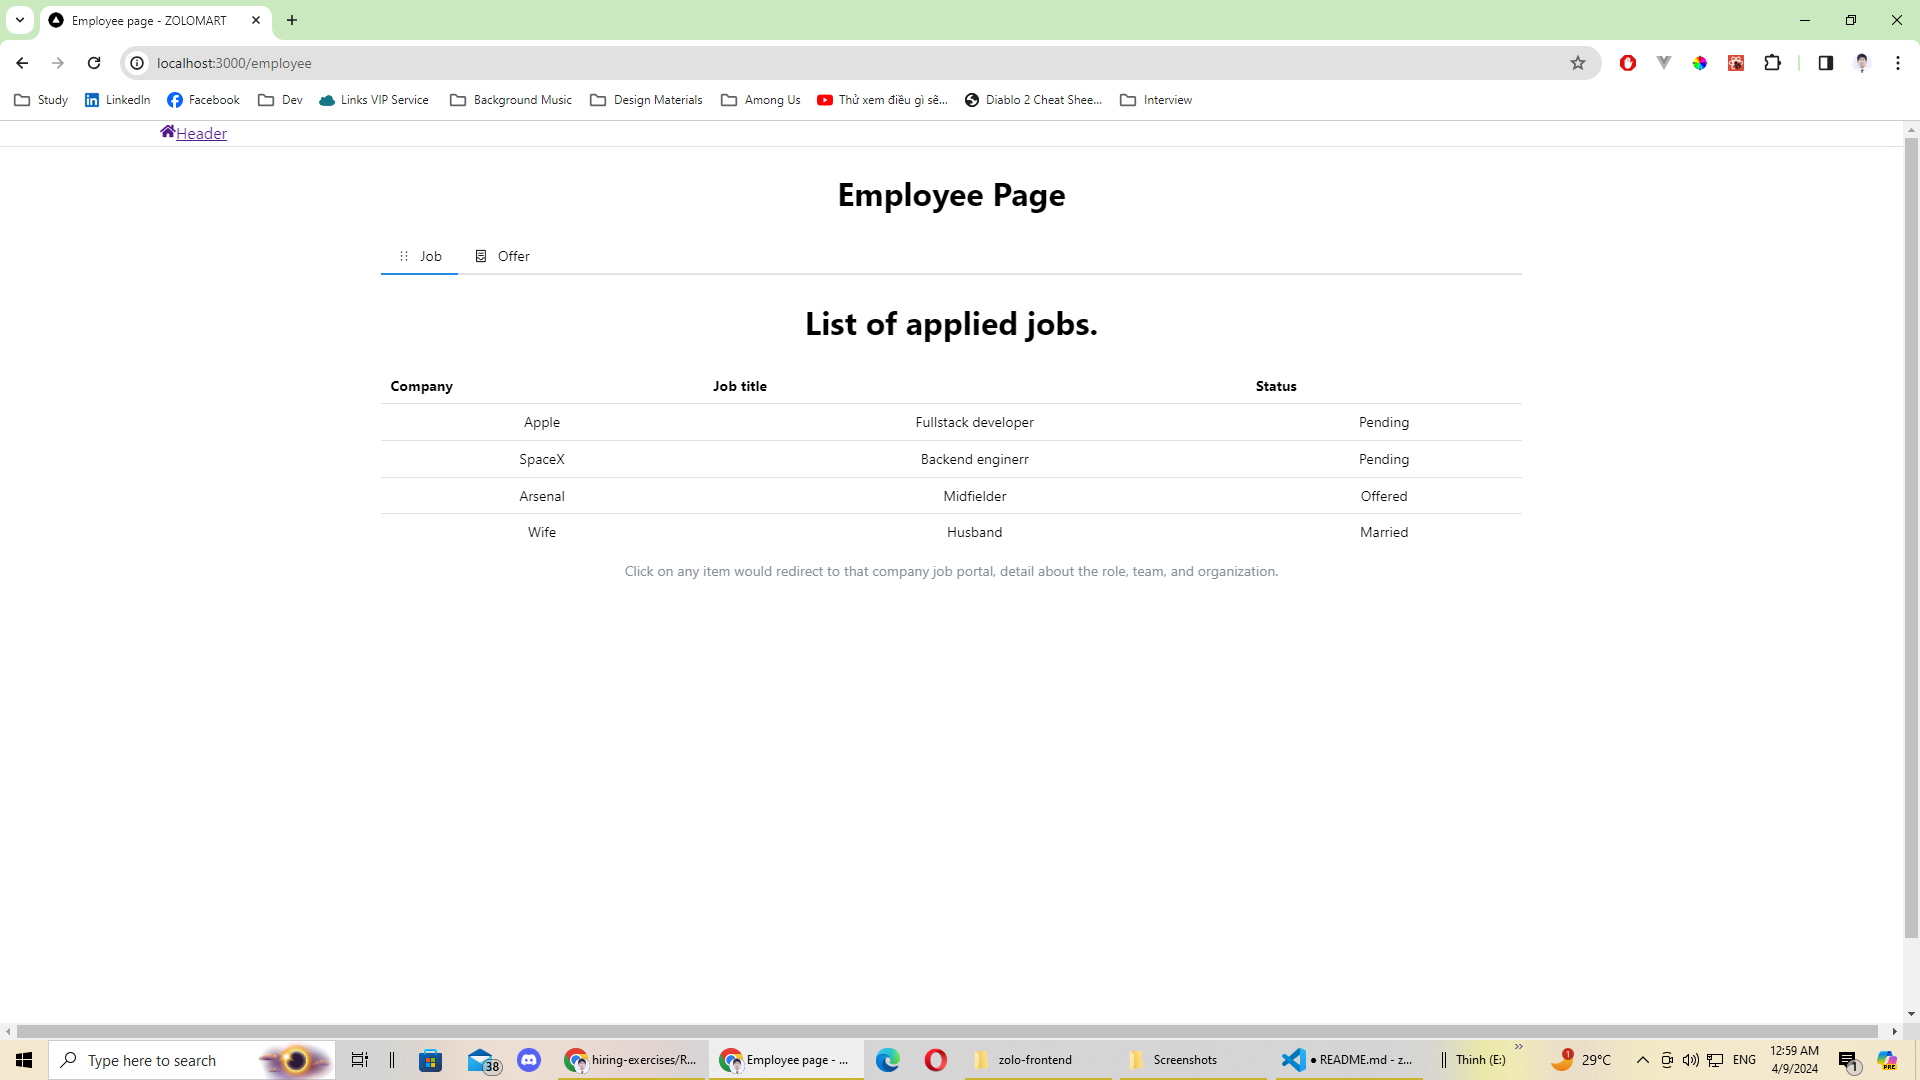 Employee page - ZOLOMART
localhost:3000/employee
Study LinkedIn Facebook Dev Links VIP Service Background Music Design Materials Among Us Thử xem điều gì sẽ... Diablo 2 Cheat Shee... Interview
Header
Employee Page
Job Offer
List of applied jobs.
Company Job title Status
Apple Fullstack developer Pending
SpaceX Backend enginerr Pending
Arsenal Midfielder Offered
Wife Husband Married
Click on any item would redirect to that company job portal, detail about the role, team, and organization.
Type here to search 38 hiring-exercises/R... Employee page - ... zolo-frontend Screenshots ● README.md - z... Thinh (E:) » 1 29°C ENG 12:59 AM 1 PRE
4/9/2024